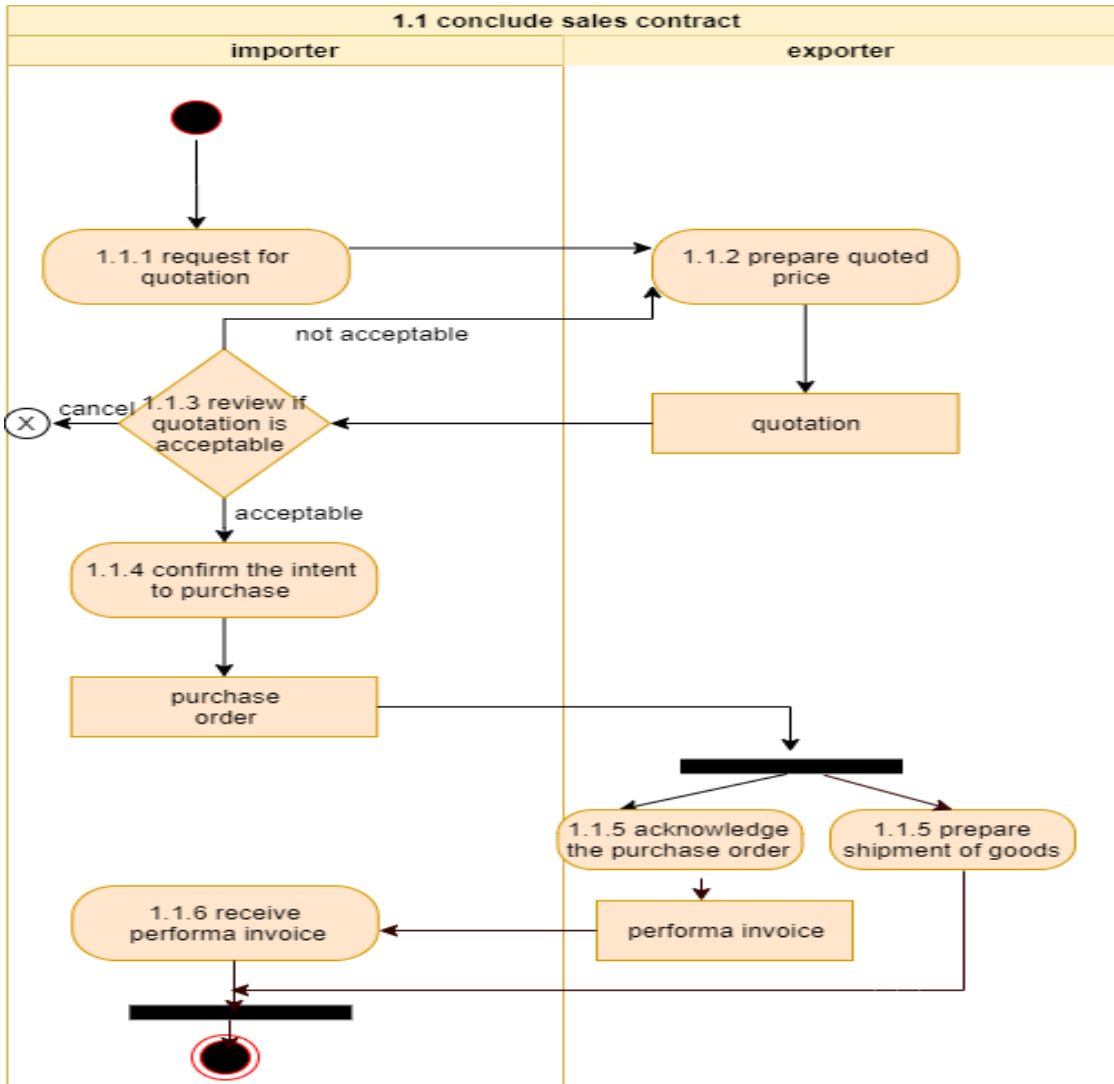 1.1 conclude sales contract
importer
exporter
1.1.1 request for
quotation
1.1.2 prepare quoted
price
not acceptable
cancel
X
1.1.3 review if
quotation is
acceptable
quotation
acceptable
1.1.4 confirm the intent
to purchase
purchase
order
1.1.5 acknowledge
the purchase order
1.1.5 prepare
shipment of goods
1.1.6 receive
performa invoice
performa invoice